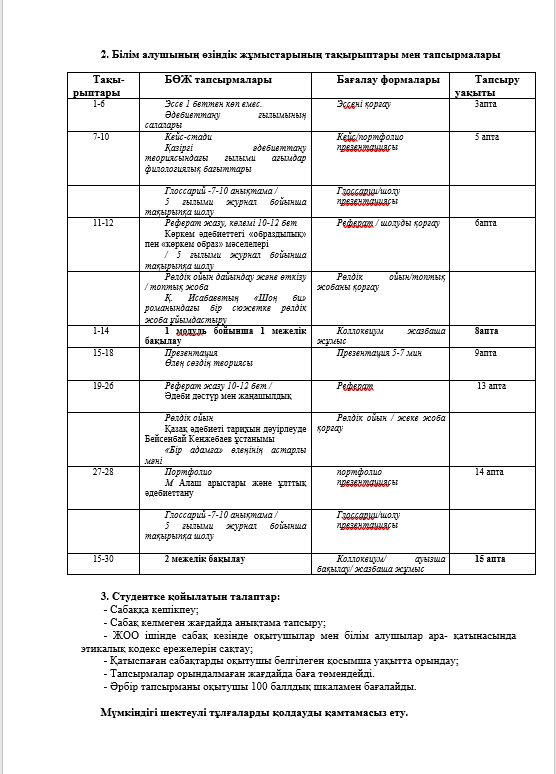 2. Білім алушының өзіндік жұмыстарының тақырыптары мен тапсырмалары
Тақы-рыптары БӨЖ тапсырмалары Бағалау формалары Тапсыру уақыты
1-6 Эссе 1 беттен көп емес. Эссені қорғау 3апта
Әдебиеттану ғылымының
салалары
7-10 Кейс-стади Кейс/портфолио 5 апта
Қазіргі әдебиеттану презентациясы
теориясындағы ғылыми ағымдар
филологиялық бағыттары
Глоссарий -7-10 анықтама / Глоссарии/шолу
5 ғылыми журнал бойынша презентациясы
тақырыпқа шолу
11-12 Реферат жазу, көлемі 10-12 бет Реферат / шолуды қорғау 6апта
Көркем әдебиеттегі «образдылық»
пен «көркем образ» мәселелері
/ 5 ғылыми журнал бойынша
тақырыпқа шолу
Рөлдік ойын дайындау және өткізу Рөлдік ойын/топтық
/ топтық жоба жобаны қорғау
Қ. Исабаевтың «Шоң би»
романындағы бір сюжетке рөлдік
жоба ұйымдастыру
1-14 1 модуль бойынша 1 межелік Коллоквиум жазбаша 8апта
бақылау жұмыс
15-18 Презентация Презентация 5-7 мин 9апта
Өлең сөздің теориясы
19-26 Реферат жазу 10-12 бет / Реферат 13 апта
Әдеби дәстүр мен жаңашылдық
Рөлдік ойын Рөлдік ойын / жеке жоба
Қазақ әдебиеті тарихын дәуірлеуде қорғау
Бейсенбай Кенжебаев ұстанымы
«Бір адамға» өлеңінің астарлы
мәні
27-28 Портфолио портфолио 14 апта
М Алаш арыстары және ұлттық презентациясы
әдебиеттану
Глоссарий -7-10 анықтама / Глоссарии/шолу
5 ғылыми журнал бойынша презентациясы
тақырыпқа шолу
15-30 2 межелік бақылау Коллоквиум/ ауызша 15 апта
бақылау/ жазбаша жұмыс
3. Студентке қойылатын талаптар:
- Сабаққа кешікпеу;
- Сабақ келмеген жағдайда анықтама тапсыру;
- ЖОО ішінде сабақ кезінде оқытушылар мен білім алушылар ара- қатынасында
этикалық кодекс ережелерін сақтау;
- Қатыспаған сабақтарды оқытушы белгілеген қосымша уақытта орындау;
- Тапсырмалар орындалмаған жағдайда баға төмендейді.
- Әрбір тапсырманы оқытушы 100 баллдық шкаламен бағалайды.
Мүмкіндігі шектеулі тұлғаларды қолдауды қамтамасыз ету.